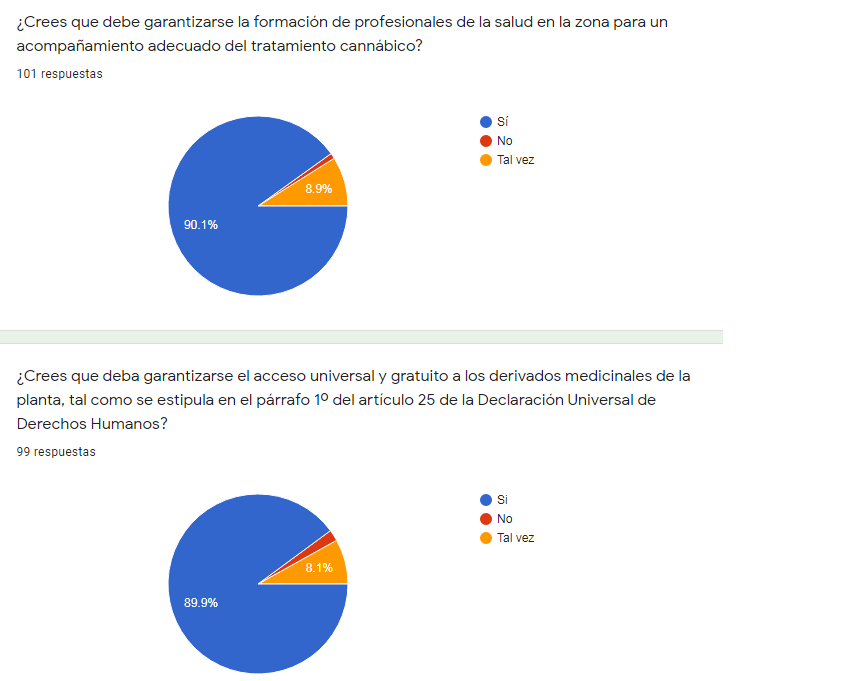 ¿Crees que debe garantizarse la formación de profesionales de la salud en la zona para un
acompañamiento adecuado del tratamiento cannábico?
101 respuestas
Sí
No
Tal vez
8.9%
90.1%
¿Crees que deba garantizarse el acceso universal y gratuito a los derivados medicinales de la
planta, tal como se estipula en el párrafo 1º del artículo 25 de la Declaración Universal de
Derechos Humanos?
99 respuestas
Si
No
Tal vez
8.1%
89.9%